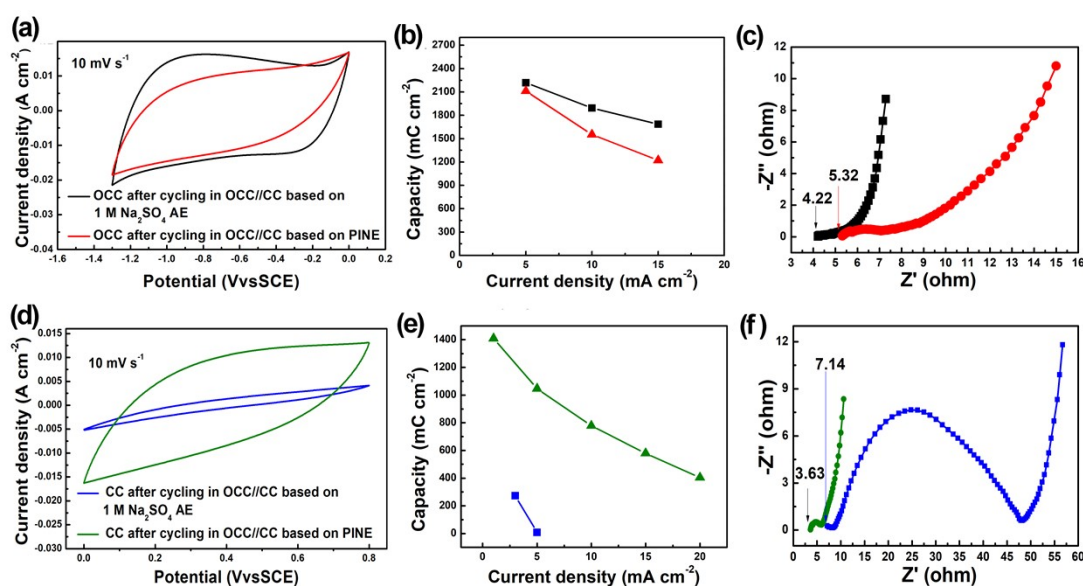 (a)
10 mV s⁻¹
Current density (A cm⁻²)
0.01
0.00
-0.01
-0.02
-0.03
-0.04
OCC after cycling in OCC//CC based on
1 M Na₂SO₄ AE
OCC after cycling in OCC//CC based on PINE
-1.6 -1.4 -1.2 -1.0 -0.8 -0.6 -0.4 -0.2 0.0 0.2
Potential (VvsSCE)
(b)
Capacity (mC cm⁻²)
2700
2400
2100
1800
1500
1200
900
600
300
0
0 5 10 15 20
Current density (mA cm⁻²)
(c)
-Z'' (ohm)
12
10
8
6
4
2
0
4.22
5.32
3 4 5 6 7 8 9 10 11 12 13 14 15 16
Z' (ohm)
(d)
10 mV s⁻¹
Current density (A cm⁻²)
0.015
0.010
0.005
0.000
-0.005
-0.010
-0.015
-0.020
-0.025
-0.030
CC after cycling in OCC//CC based on
1 M Na₂SO₄ AE
CC after cycling in OCC//CC based on PINE
0.0 0.2 0.4 0.6 0.8
Potential (VvsSCE)
(e)
Capacity (mC cm⁻²)
1400
1200
1000
800
600
400
200
0
0 5 10 15 20
Current density (mA cm⁻²)
(f)
-Z'' (ohm)
12
9
6
3
0
7.14
3.63
0 5 10 15 20 25 30 35 40 45 50 55 60
Z' (ohm)